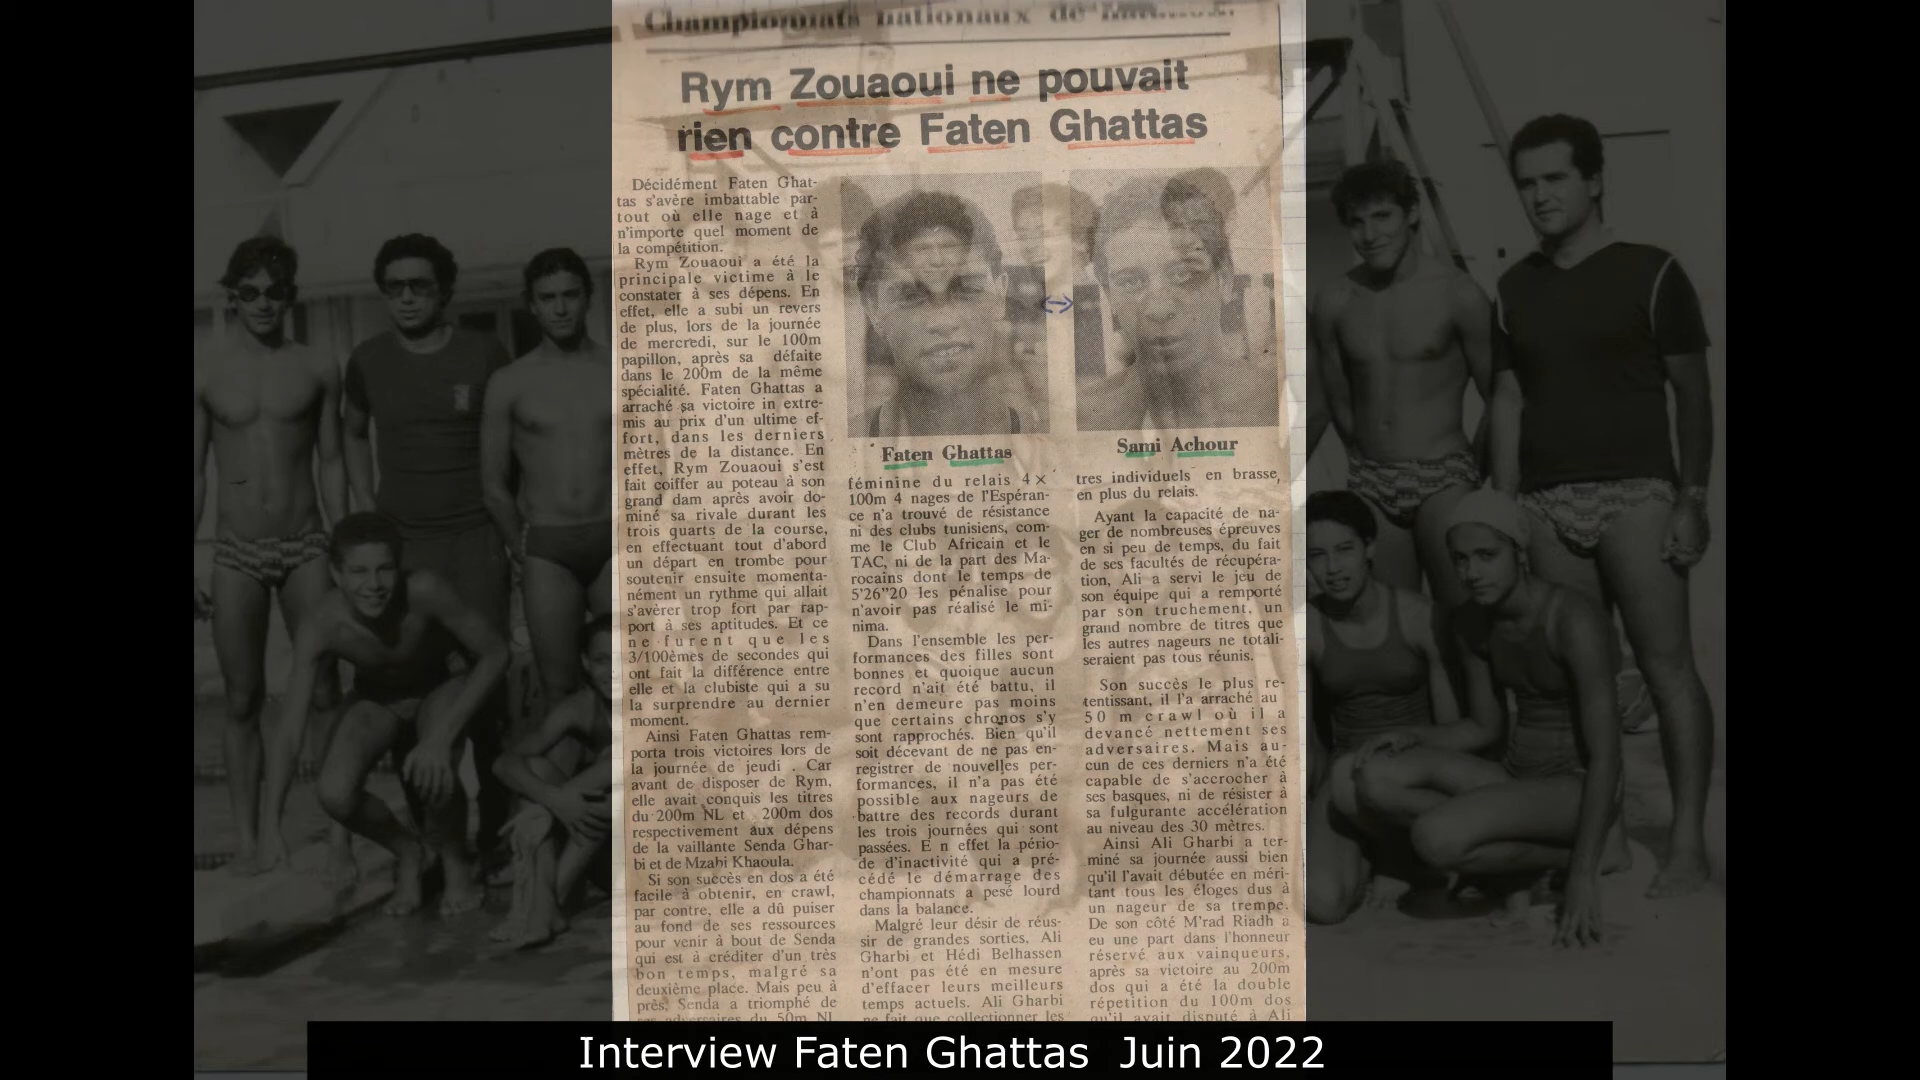 Championnats nationaux de
Rym Zouaoui ne pouvait
rien contre Faten Ghattas
Décidément Faten Ghat-
tas s'avère imbattable par-
tout où elle nage et à
n'importe quel moment de
la compétition.
Rym Zouaoui a été la
principale victime à le
constater à ses dépens. En
effet, elle a subi un revers
de plus, lors de la journée
de mercredi, sur le 100m
papillon, après sa défaite
dans le 200m de la même
spécialité. Faten Ghattas a
arraché sa victoire in extre-
mis au prix d'un ultime ef-
fort, dans les derniers
mètres de la distance. En
effet, Rym Zouaoui s'est
fait coiffer au poteau à son
grand dam après avoir do-
miné sa rivale durant les
trois quarts de la course,
en effectuant tout d'abord
un départ en trombe pour
soutenir ensuite momenta-
nément un rythme qui allait
s'avérer trop fort par rap-
port à ses aptitudes. Et ce
ne furent que les
3/100èmes de secondes qui
ont fait la différence entre
elle et la clubiste qui a su
la surprendre au dernier
moment.
Ainsi Faten Ghattas rem-
porta trois victoires lors de
la journée de jeudi . Car
avant de disposer de Rym,
elle avait conquis les titres
du 200m NL et 200m dos
respectivement aux dépens
de la vaillante Senda Ghar-
bi et de Mzabi Khaoula.
Si son succès en dos a été
facile à obtenir, en crawl,
par contre, elle a dû puiser
au fond de ses ressources
pour venir à bout de Senda
qui est à créditer d'un très
bon temps, malgré sa
deuxième place. Mais peu à
près, Senda a triomphé de
ses adversaires du 50m NL
Faten Ghattas
féminine du relais 4 x
100m 4 nages de l'Espéran-
ce n'a trouvé de résistance
ni des clubs tunisiens, com-
me le Club Africain et le
TAC, ni de la part des Ma-
rocains dont le temps de
5'26"20 les pénalise pour
n'avoir pas réalisé le mi-
nima.
Dans l'ensemble les per-
formances des filles sont
bonnes et quoique aucun
record n'ait été battu, il
n'en demeure pas moins
que certains chronos s'y
sont rapprochés. Bien qu'il
soit décevant de ne pas en-
registrer de nouvelles per-
formances, il n'a pas été
possible aux nageurs de
battre des records durant
les trois journées qui sont
passées. E n effet la pério-
de d'inactivité qui a pré-
cédé le démarrage des
championnats a pesé lourd
dans la balance.
Malgré leur désir de réus-
sir de grandes sorties, Ali
Gharbi et Hédi Belhassen
n'ont pas été en mesure
d'effacer leurs meilleurs
temps actuels. Ali Gharbi
ne fait que collectionner les
Sami Achour
tres individuels en brasse,
en plus du relais.
Ayant la capacité de na-
ger de nombreuses épreuves
en si peu de temps, du fait
de ses facultés de récupéra-
tion, Ali a servi le jeu de
son équipe qui a remporté
par son truchement, un
grand nombre de titres que
les autres nageurs ne totali-
seraient pas tous réunis.
Son succès le plus re-
tentissant, il l'a arraché au
50 m crawl où il a
devancé nettement ses
adversaires. Mais au-
cun de ces derniers n'a été
capable de s'accrocher à
ses basques, ni de résister à
sa fulgurante accélération
au niveau des 30 mètres.
Ainsi Ali Gharbi a ter-
miné sa journée aussi bien
qu'il l'avait débutée en méri-
tant tous les éloges dus à
un nageur de sa trempe.
De son côté M'rad Riadh a
eu une part dans l'honneur
réservé aux vainqueurs,
après sa victoire au 200m
dos qui a été la double
répétition du 100m dos
qu'il avait disputé à Ali
Interview Faten Ghattas Juin 2022